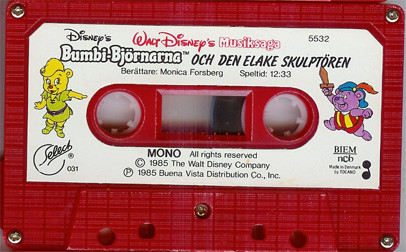 DISNEY'S WALT DISNEY'S Musiksaga 5532
Bumbi-Björnarna™ OCH DEN ELAKE SKULPTÖREN
Berättare: Monica Forsberg Speltid: 12:33
Select
031
MONO All rights reserved
© 1985 The Walt Disney Company
Ⓟ 1985 Buena Vista Distribution Co., Inc.
BIEM
ncb
Made in Denmark
by TOCANO